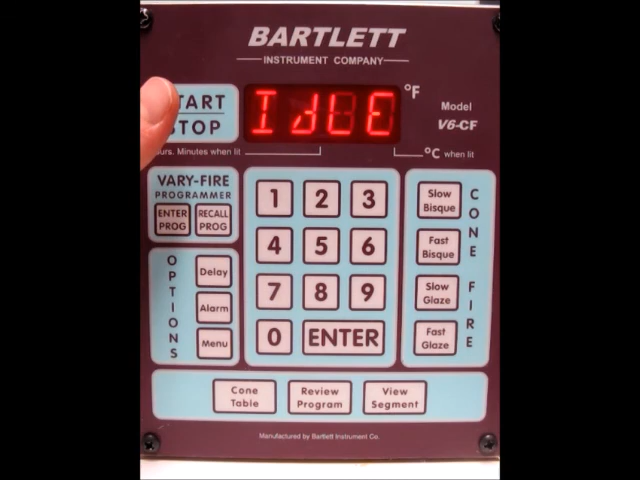 BARTLETT
INSTRUMENT COMPANY
IdLE
°F
TART
STOP
Model
V6-CF
Minutes when lit
°C when lit
VARY-FIRE
PROGRAMMER
ENTER
PROG
RECALL
PROG
OPTIONS
Delay
Alarm
Menu
1 2 3
4 5 6
7 8 9
0 ENTER
Slow
Bisque
Fast
Bisque
Slow
Glaze
Fast
Glaze
CONE FIRE
Cone
Table
Review
Program
View
Segment
Manufactured by Bartlett Instrument Co.